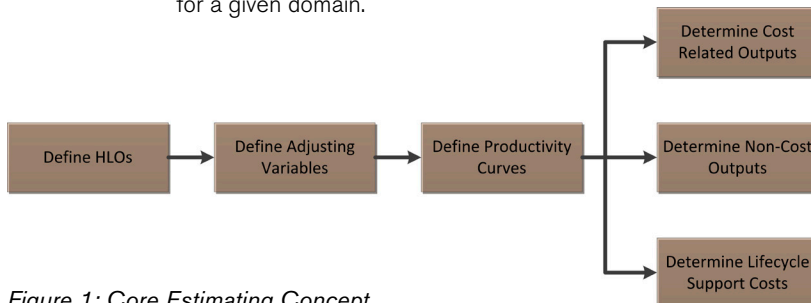 for a given domain.
Determine Cost
Related Outputs
Define HLOs
Define Adjusting
Variables
Define Productivity
Curves
Determine Non-Cost
Outputs
Determine Lifecycle
Support Costs
Figure 1: Core Estimating Concept